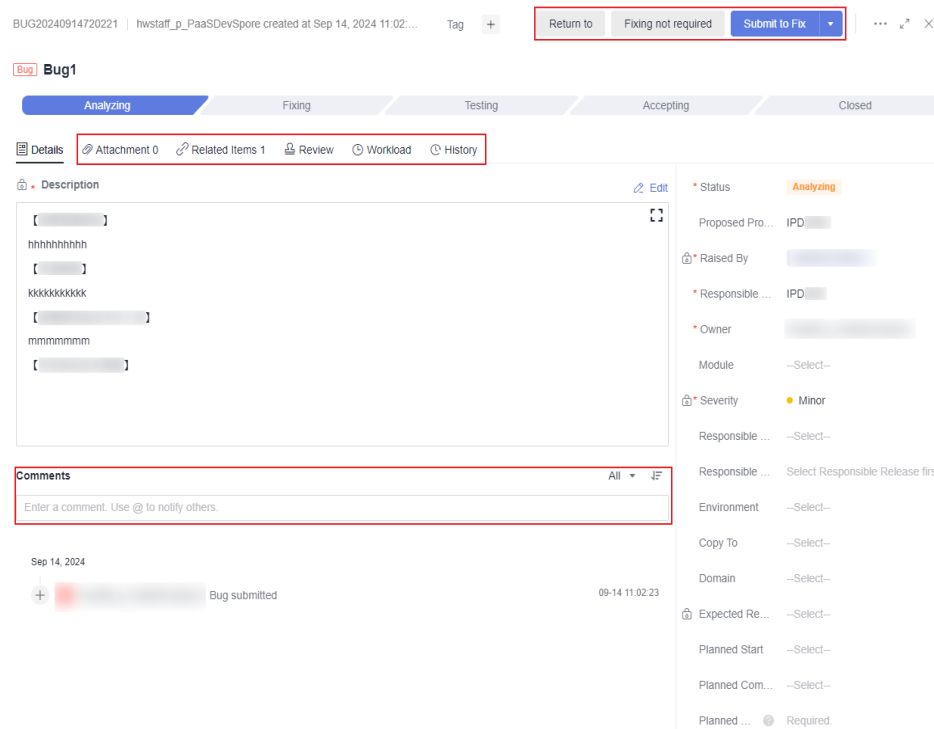 BUG20240914720221 hwstaff_p_PaaSDevSpore created at Sep 14, 2024 11:02:... Tag + Return to Fixing not required Submit to Fix
Bug Bug1
Analyzing Fixing Testing Accepting Closed
Details Attachment 0 Related Items 1 Review Workload History
* Description Edit
【 】
hhhhhhhhhh
【 】
kkkkkkkkkkk
【 】
mmmmmmmm
【 】
* Status Analyzing
Proposed Pro... IPD
* Raised By
* Responsible ... IPD
* Owner
Module --Select--
* Severity Minor
Responsible ... --Select--
Responsible ... Select Responsible Release firs
Environment --Select--
Copy To --Select--
Domain --Select--
Expected Re... --Select--
Planned Start --Select--
Planned Com... --Select--
Planned ... Required.
Comments All
Enter a comment. Use @ to notify others.
Sep 14, 2024
+ Bug submitted 09-14 11:02:23